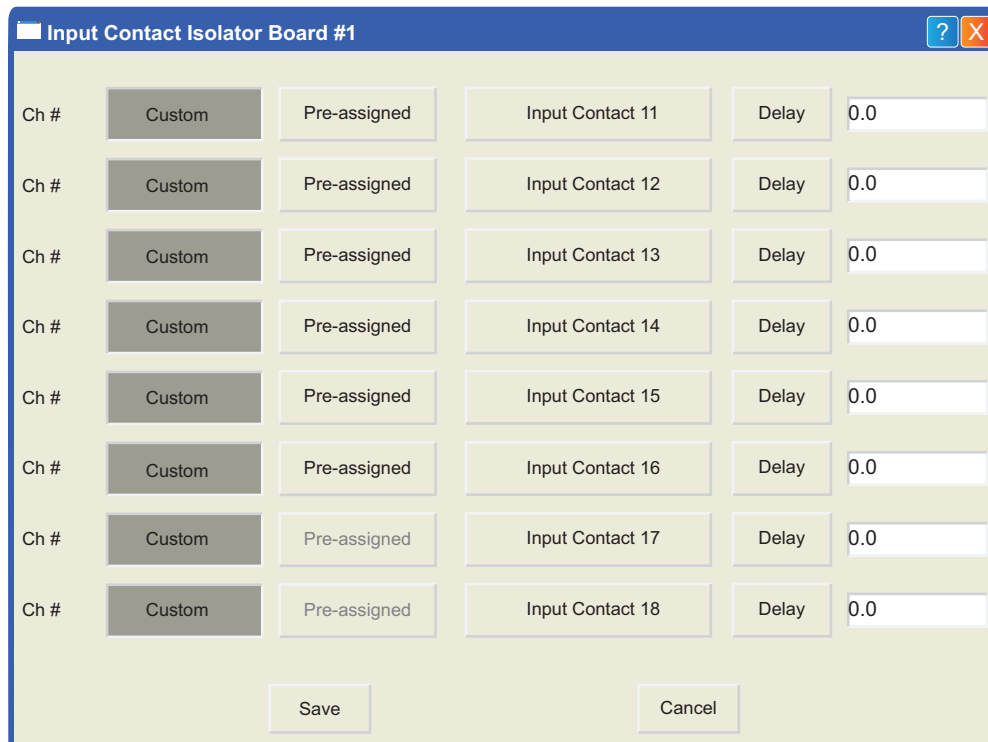 Input Contact Isolator Board #1 ? X
Ch # Custom Pre-assigned Input Contact 11 Delay 0.0
Ch # Custom Pre-assigned Input Contact 12 Delay 0.0
Ch # Custom Pre-assigned Input Contact 13 Delay 0.0
Ch # Custom Pre-assigned Input Contact 14 Delay 0.0
Ch # Custom Pre-assigned Input Contact 15 Delay 0.0
Ch # Custom Pre-assigned Input Contact 16 Delay 0.0
Ch # Custom Pre-assigned Input Contact 17 Delay 0.0
Ch # Custom Pre-assigned Input Contact 18 Delay 0.0
Save Cancel